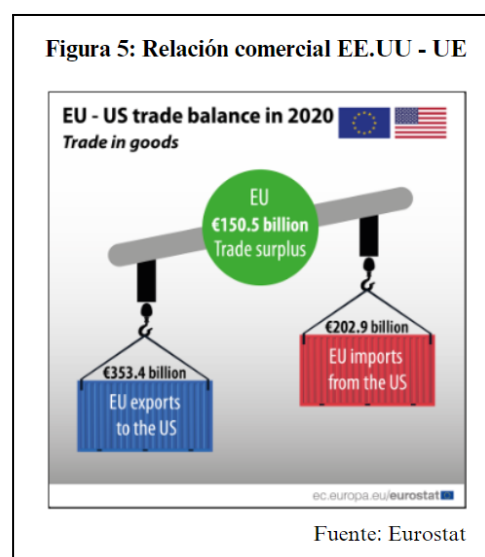 Figura 5: Relación comercial EE.UU - UE
EU - US trade balance in 2020
Trade in goods
EU
€150.5 billion
Trade surplus
€202.9 billion
EU imports
from the US
€353.4 billion
EU exports
to the US
ec.europa.eu/eurostat
Fuente: Eurostat